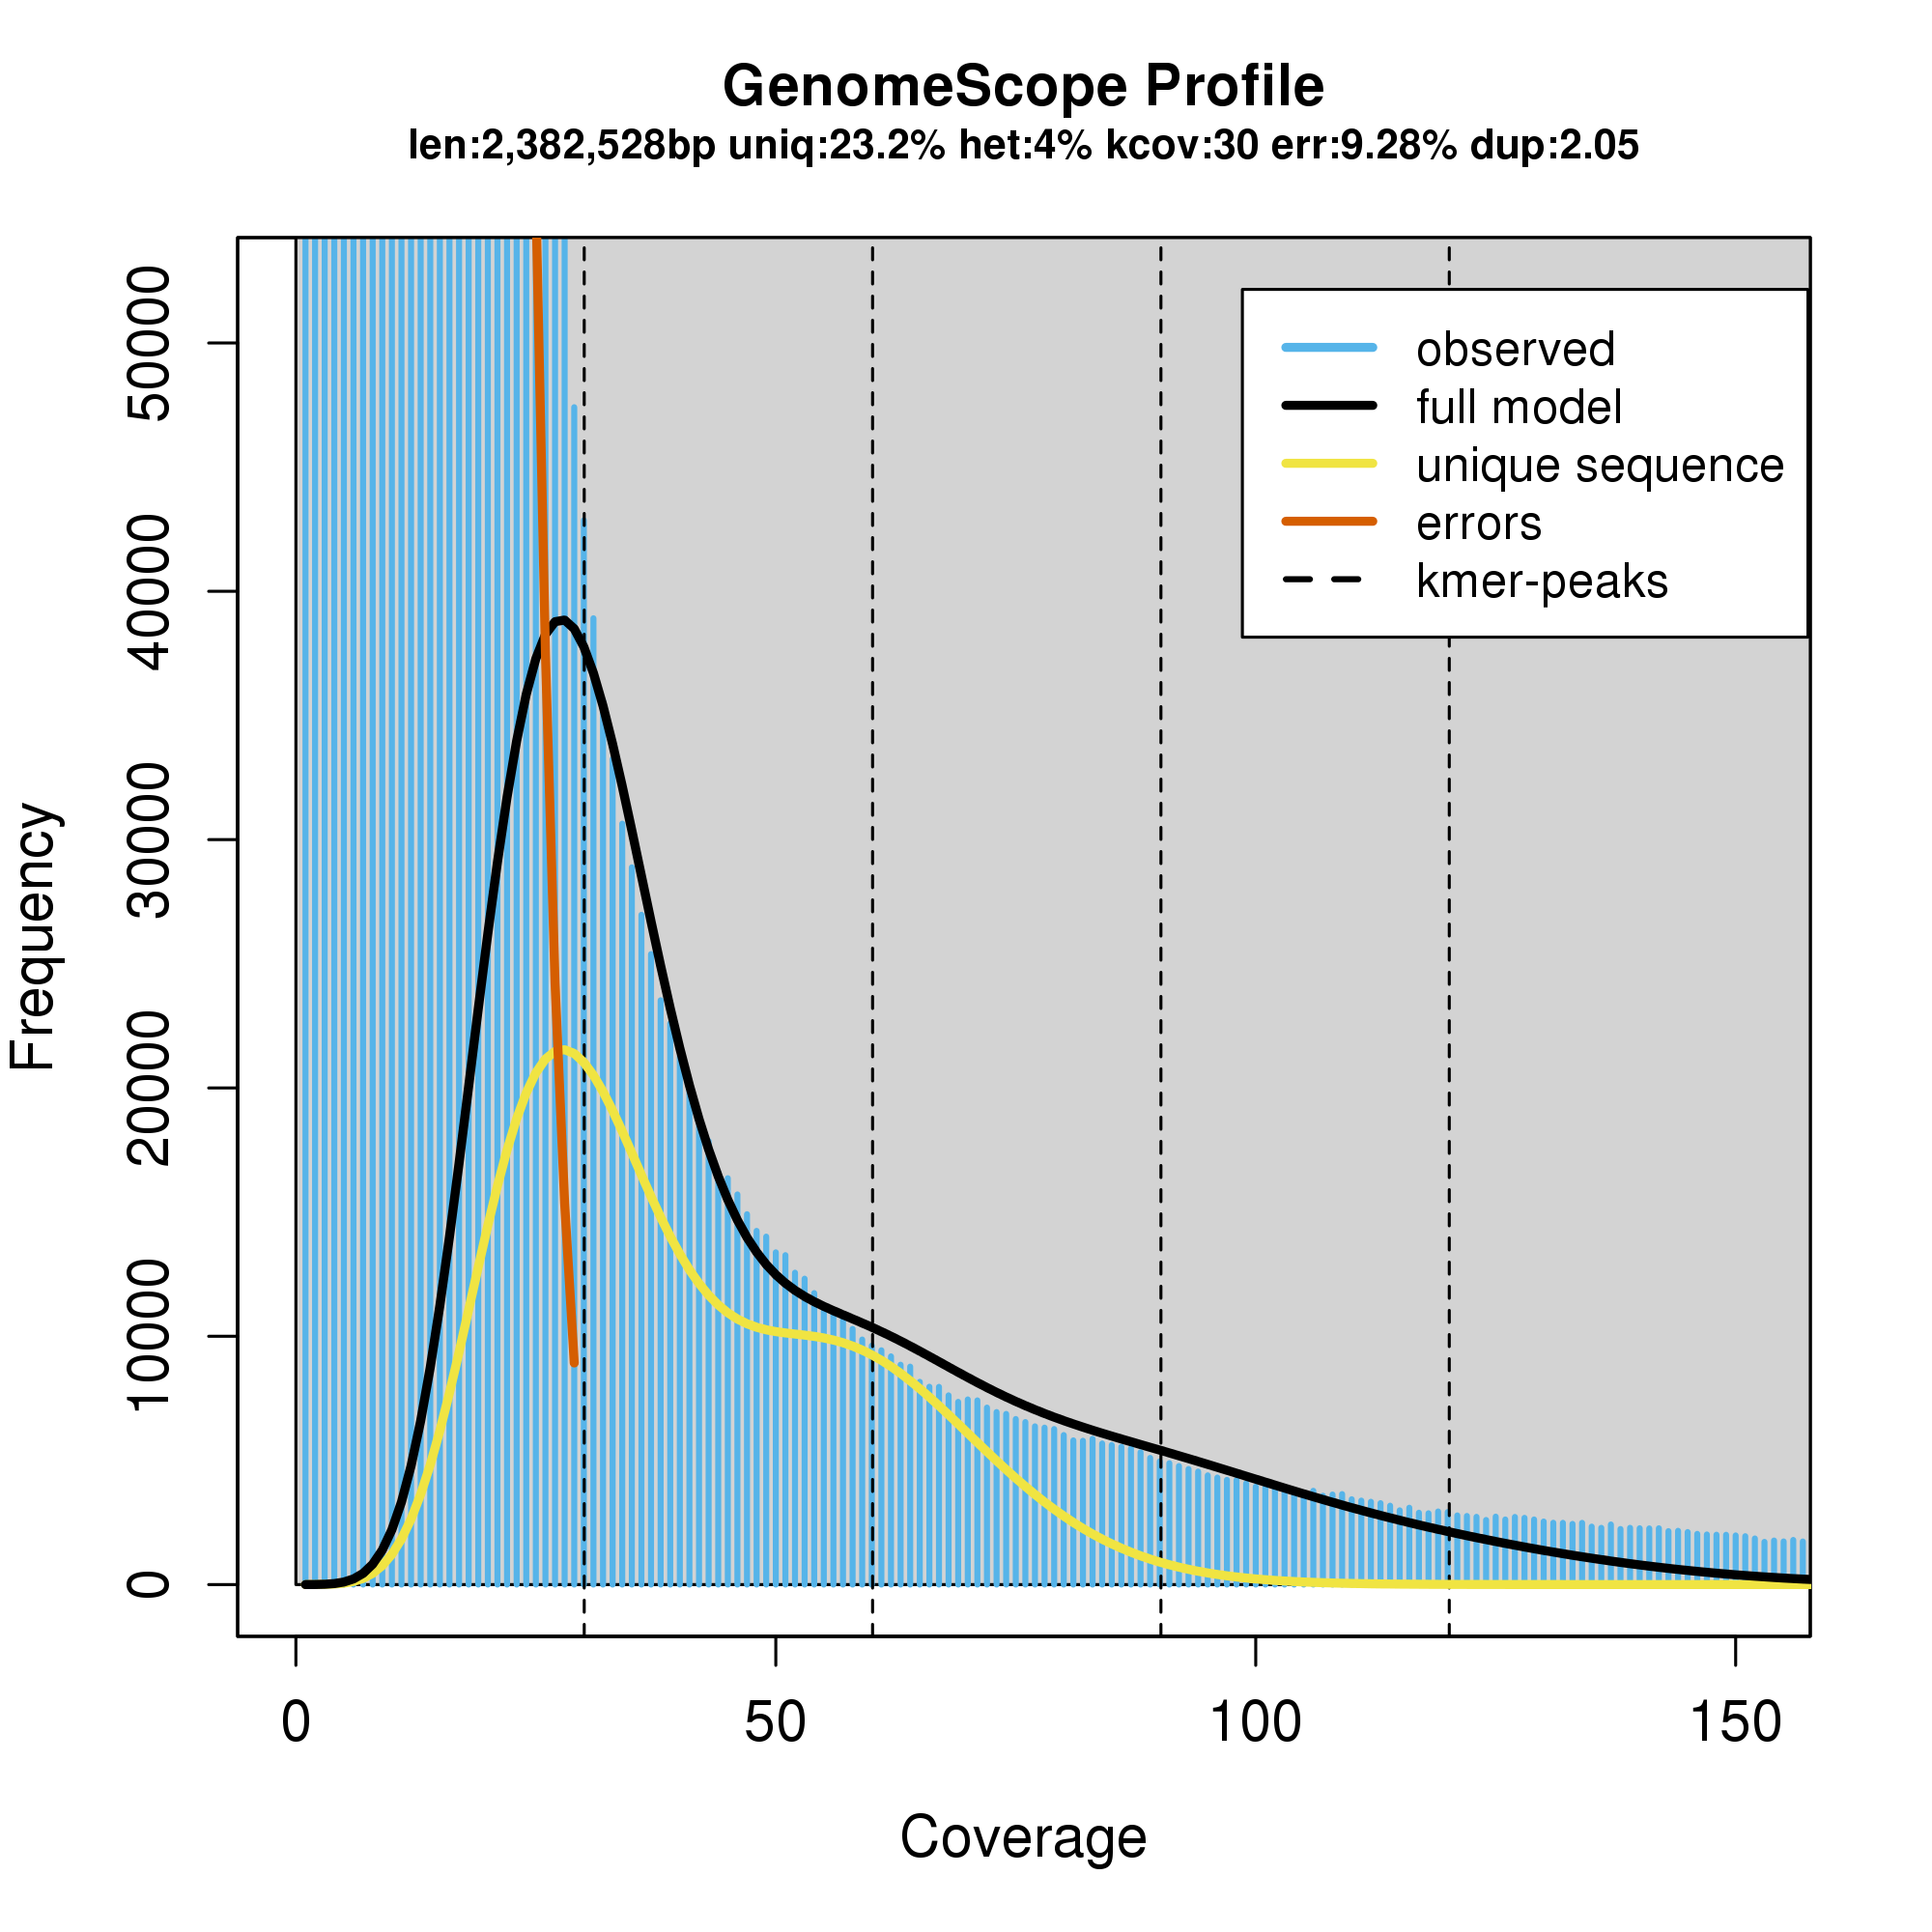 GenomeScope Profile
len:2,382,528bp uniq:23.2% het:4% kcov:30 err:9.28% dup:2.05
observed
full model
unique sequence
errors
kmer-peaks
Frequency
50000
40000
30000
20000
10000
0
0 50 100 150
Coverage